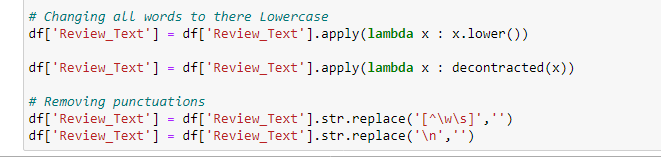 # Changing all words to there Lowercase
df['Review_Text'] = df['Review_Text'].apply(lambda x : x.lower())
df['Review_Text'] = df['Review_Text'].apply(lambda x : decontracted(x))
# Removing punctuations
df['Review_Text'] = df['Review_Text'].str.replace('[^\w\s]','')
df['Review_Text'] = df['Review_Text'].str.replace('\n','')